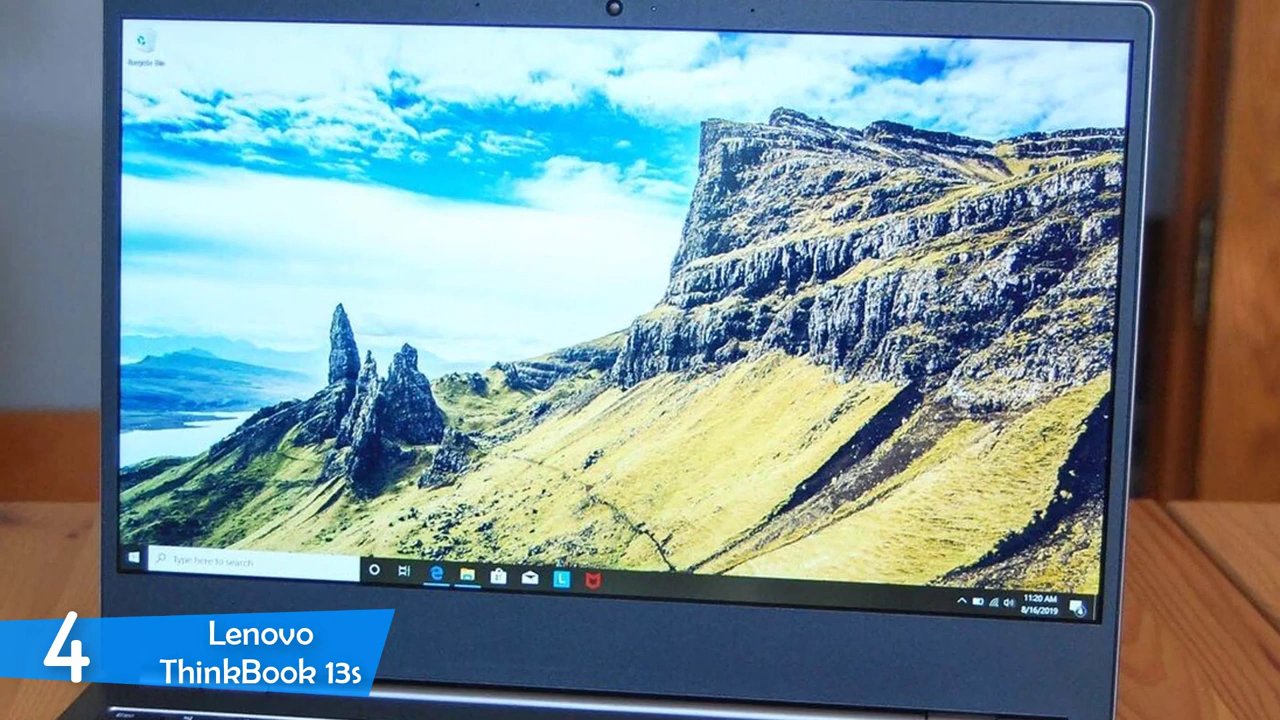 Recycle Bin
Type here to search
11:20 AM
8/16/2019
4
Lenovo
ThinkBook 13s